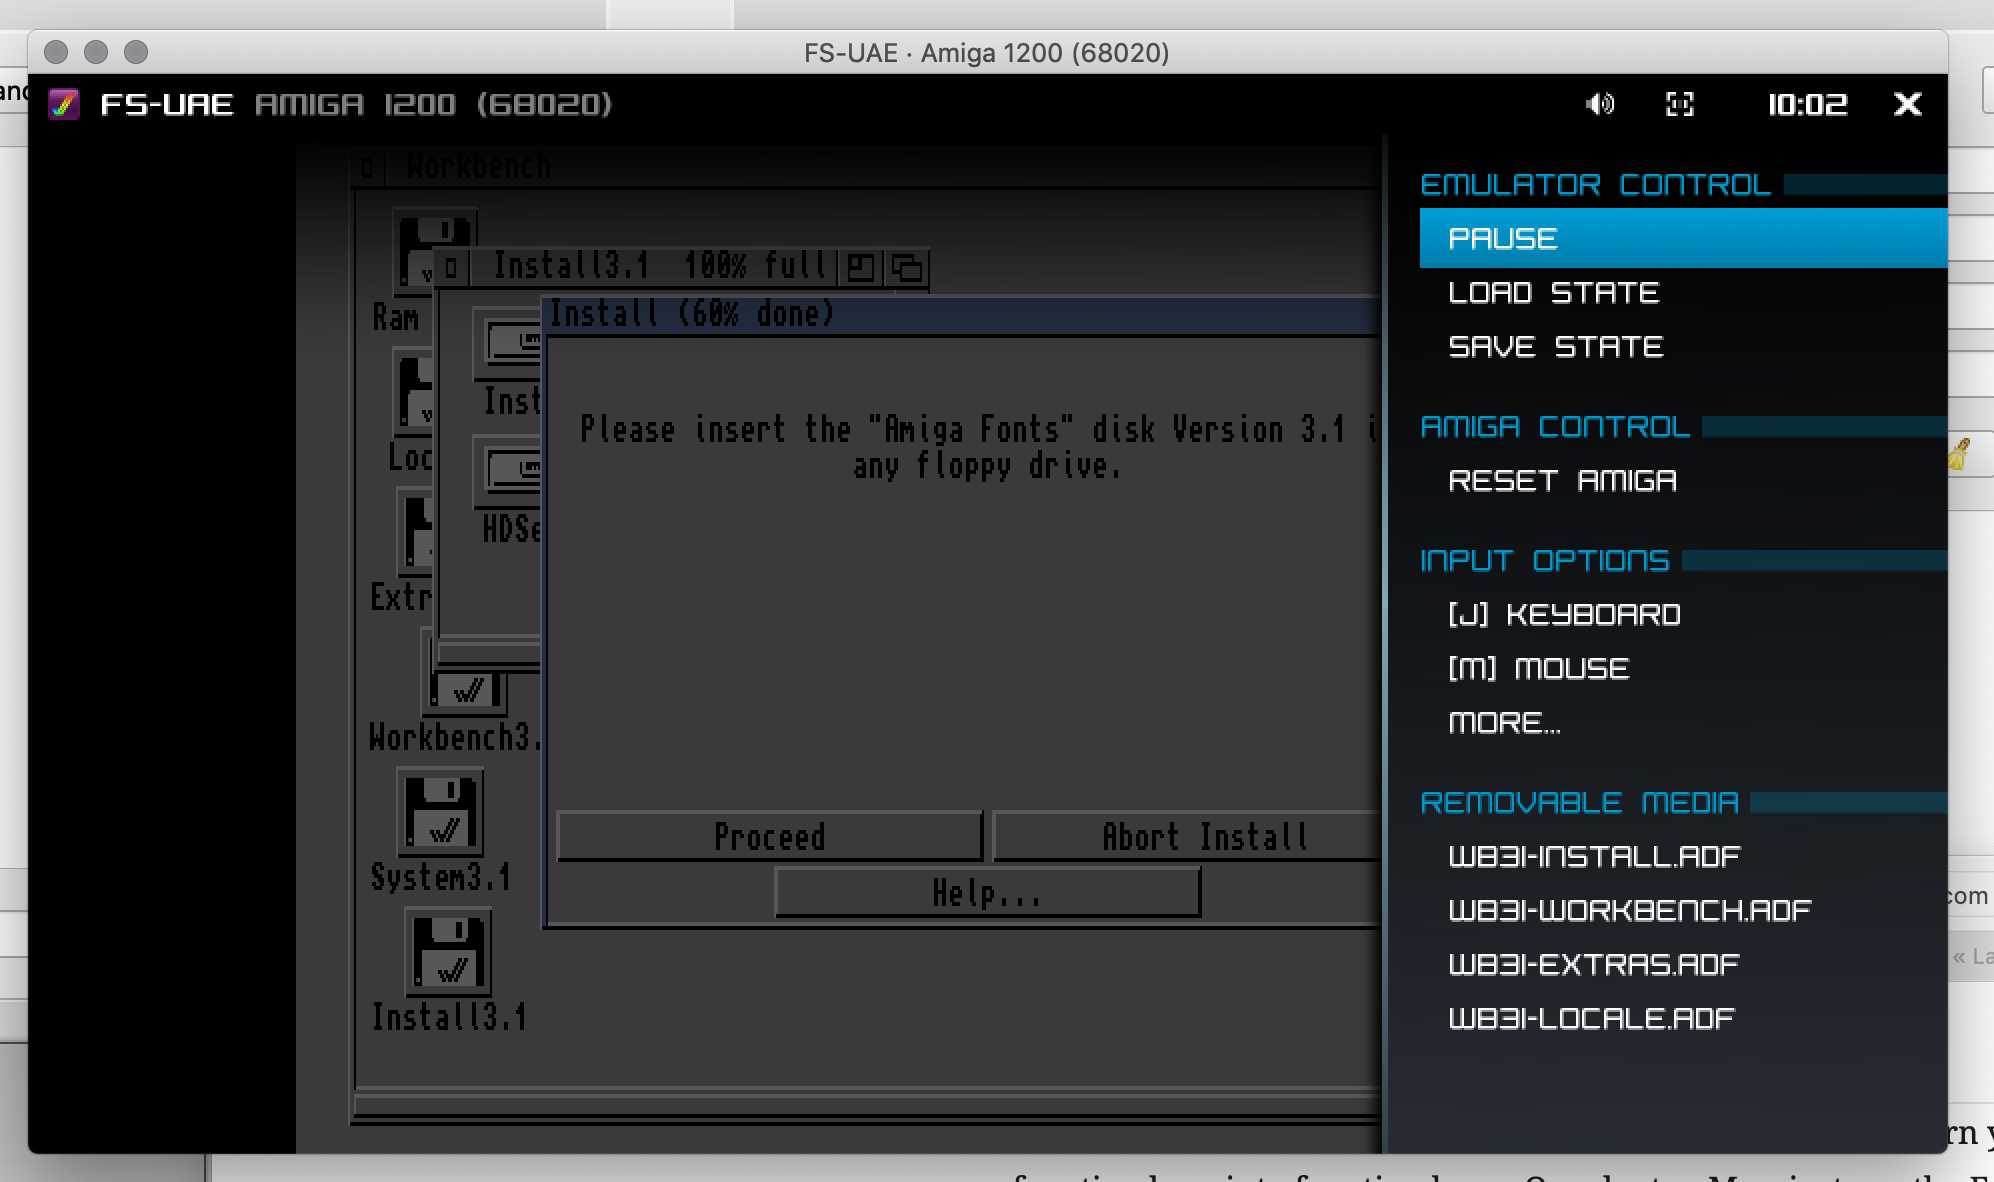 FS-UAE · Amiga 1200 (68020)
FS-UAE AMIGA 1200 (68020)
10:02 X
Workbench
Install3.1 100% full
Ram
Install (60% done)
Inst
Please insert the "Amiga Fonts" disk Version 3.1 i
any floppy drive.
Loc
HDSe
Extr
Workbench3.
Proceed
Abort Install
System3.1
Help...
Install3.1
EMULATOR CONTROL
PAUSE
LOAD STATE
SAVE STATE
AMIGA CONTROL
RESET AMIGA
INPUT OPTIONS
[J] KEYBOARD
[M] MOUSE
MORE...
REMOVABLE MEDIA
WB31-INSTALL.ADF
WB31-WORKBENCH.ADF
WB31-EXTRAS.ADF
WB31-LOCALE.ADF
com
« La
rn y